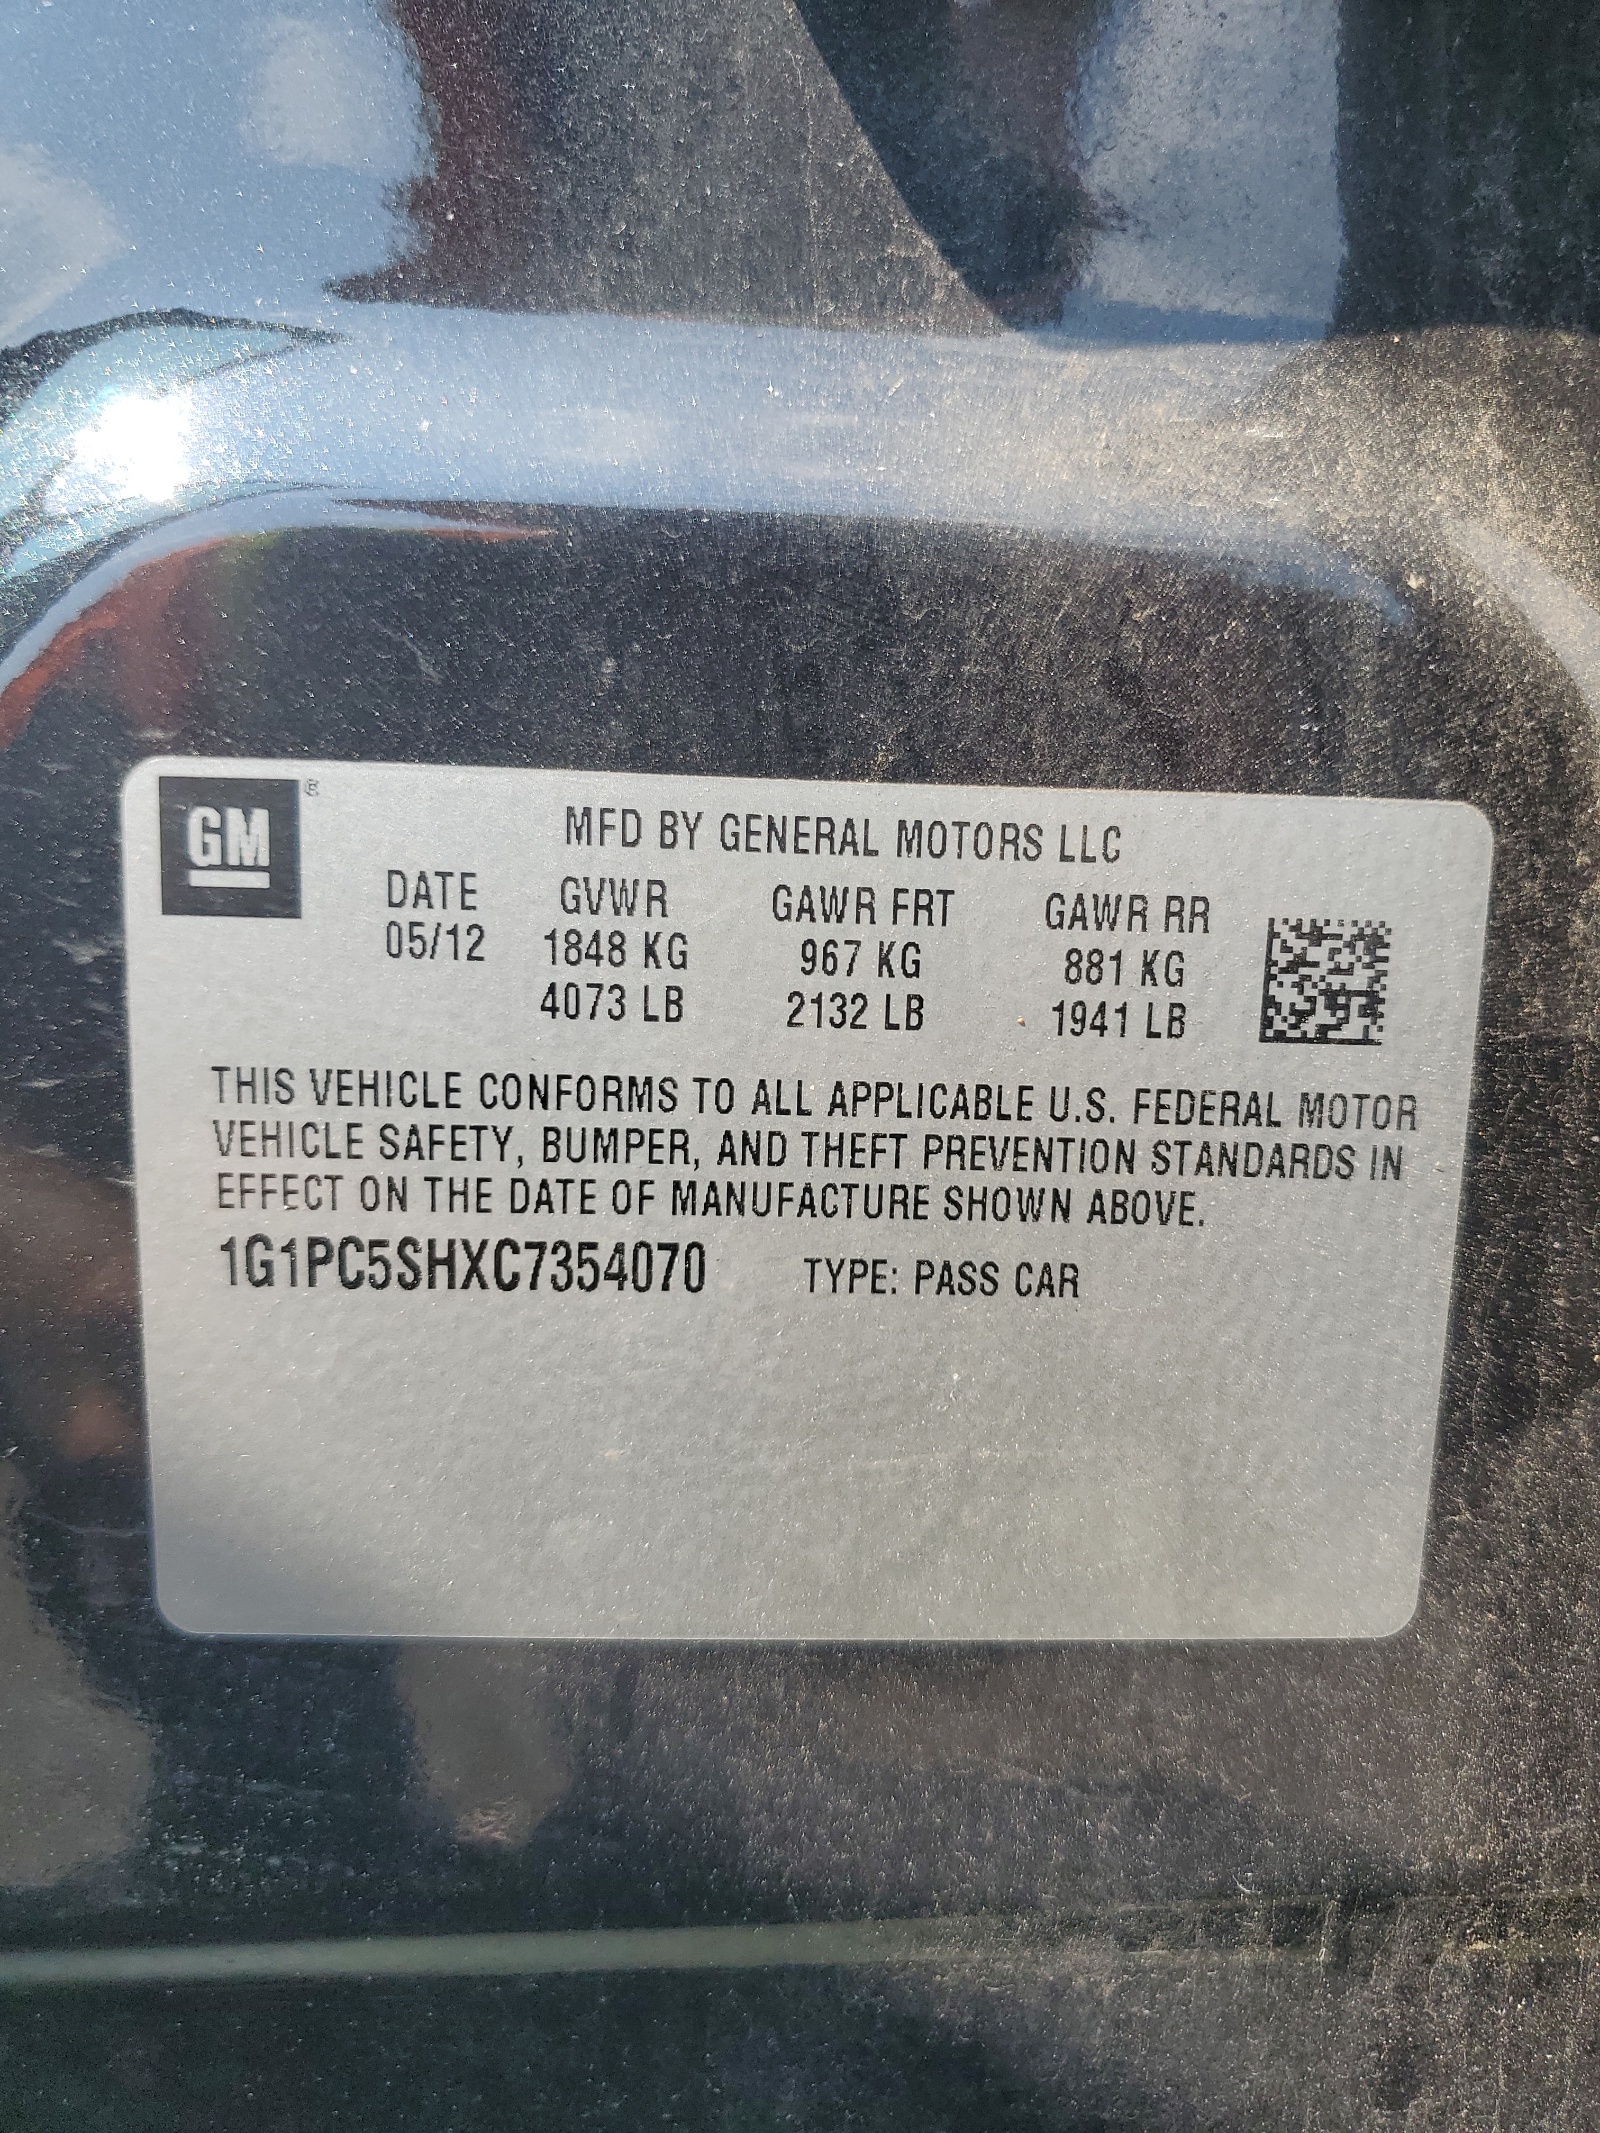 GM ®
MFD BY GENERAL MOTORS LLC
DATE GVWR GAWR FRT GAWR RR
05/12 1848 KG 967 KG 881 KG
4073 LB 2132 LB 1941 LB
THIS VEHICLE CONFORMS TO ALL APPLICABLE U.S. FEDERAL MOTOR
VEHICLE SAFETY, BUMPER, AND THEFT PREVENTION STANDARDS IN
EFFECT ON THE DATE OF MANUFACTURE SHOWN ABOVE.
1G1PC5SHXC7354070 TYPE: PASS CAR